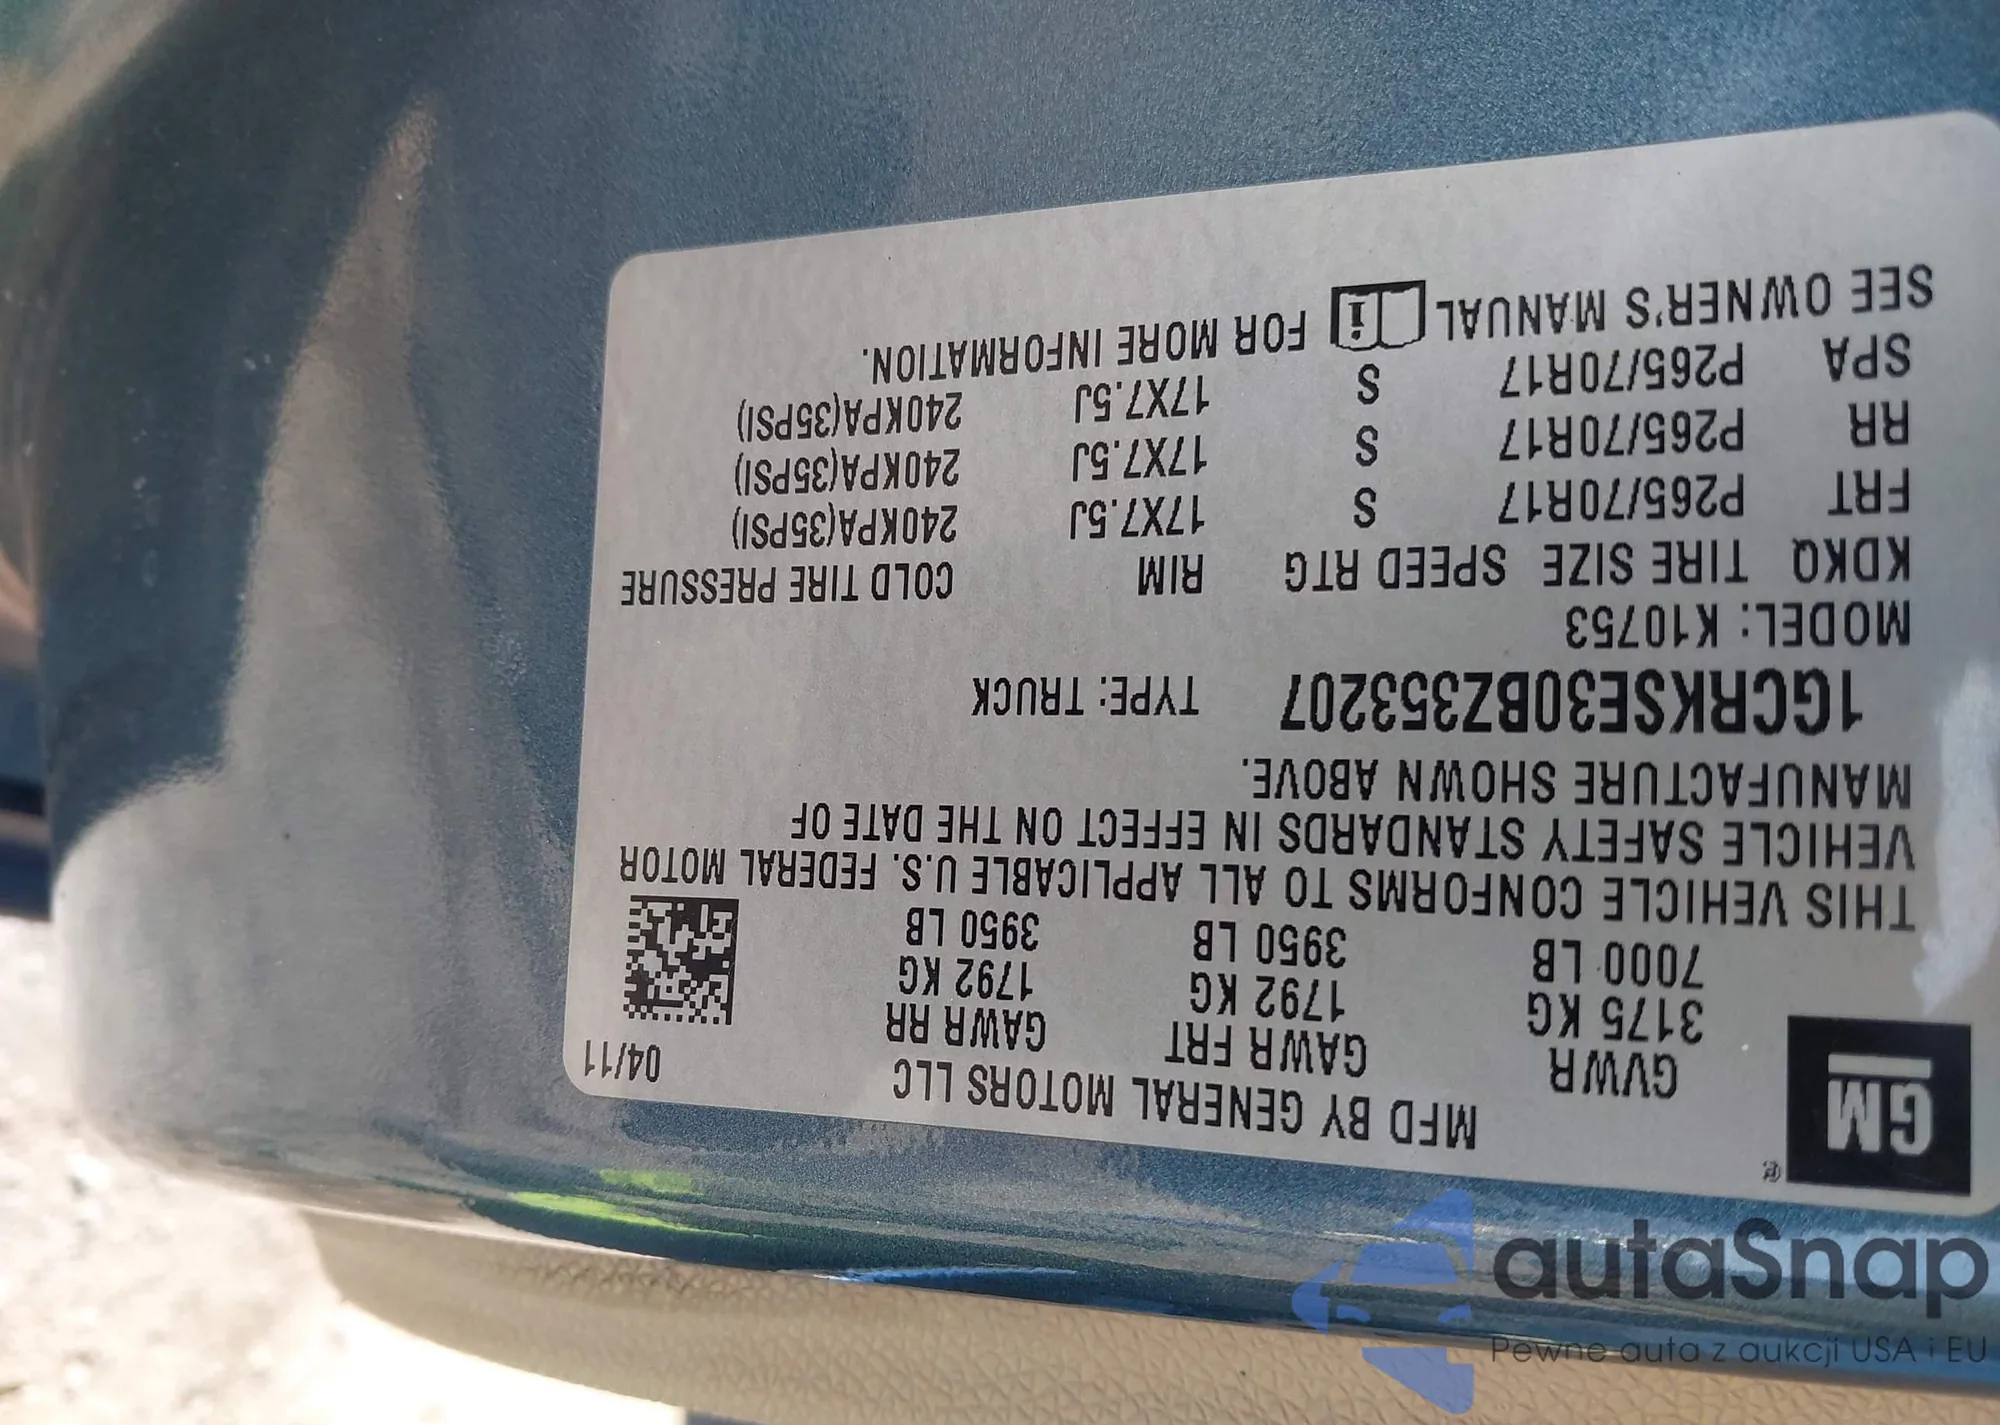 GM®
MFD BY GENERAL MOTORS LLC 04/11
GVWR GAWR FRT GAWR RR
3175 KG 1792 KG 1792 KG
7000 LB 3950 LB 3950 LB
THIS VEHICLE CONFORMS TO ALL APPLICABLE U.S. FEDERAL MOTOR
VEHICLE SAFETY STANDARDS IN EFFECT ON THE DATE OF
MANUFACTURE SHOWN ABOVE.
1GCRKSE30BZ353207 TYPE: TRUCK
MODEL: K10753
KDKQ TIRE SIZE SPEED RTG RIM COLD TIRE PRESSURE
FRT P265/70R17 S 17X7.5J 240KPA(35PSI)
RR P265/70R17 S 17X7.5J 240KPA(35PSI)
SPA P265/70R17 S 17X7.5J 240KPA(35PSI)
SEE OWNER'S MANUAL i FOR MORE INFORMATION.
autaSnap
Pewne auta z aukcji USA i EU